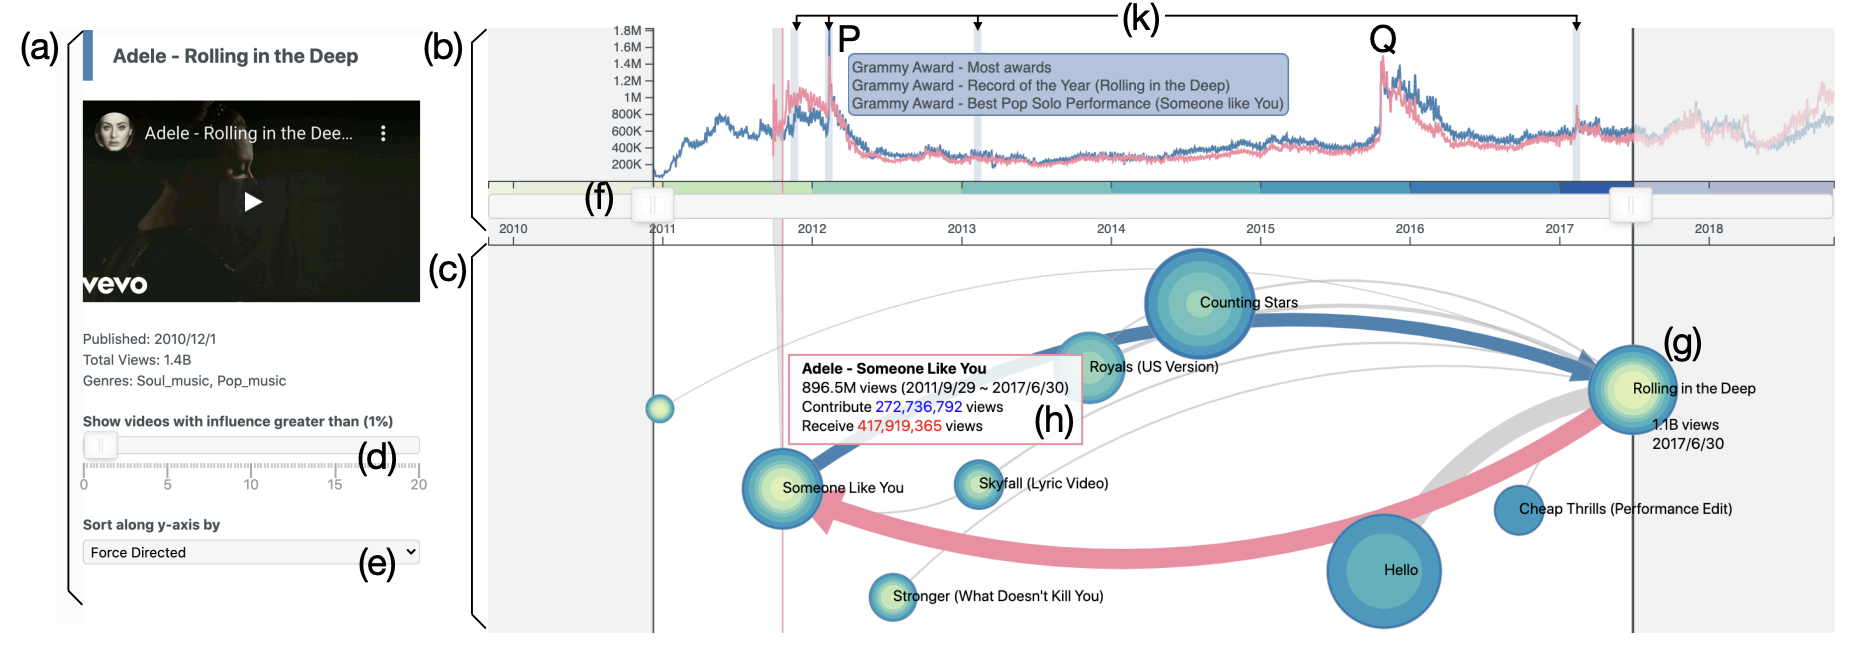 (a)
Adele - Rolling in the Deep
Adele - Rolling in the Dee...
vevo
Published: 2010/12/1
Total Views: 1.4B
Genres: Soul_music, Pop_music
Show videos with influence greater than (1%)
(d)
0 5 10 15 20
Sort along y-axis by
Force Directed
(e)
(b)
(k)
P
Q
1.8M
1.6M
1.4M
1.2M
1M
800K
600K
400K
200K
Grammy Award - Most awards
Grammy Award - Record of the Year (Rolling in the Deep)
Grammy Award - Best Pop Solo Performance (Someone like You)
(f)
2010 2011 2012 2013 2014 2015 2016 2017 2018
(c)
Counting Stars
(g)
Royals (US Version)
Adele - Someone Like You
896.5M views (2011/9/29 ~ 2017/6/30)
Contribute 272,736,792 views
Receive 417,919,365 views
(h)
Rolling in the Deep
1.1B views
2017/6/30
Someone Like You
Skyfall (Lyric Video)
Cheap Thrills (Performance Edit)
Hello
Stronger (What Doesn't Kill You)